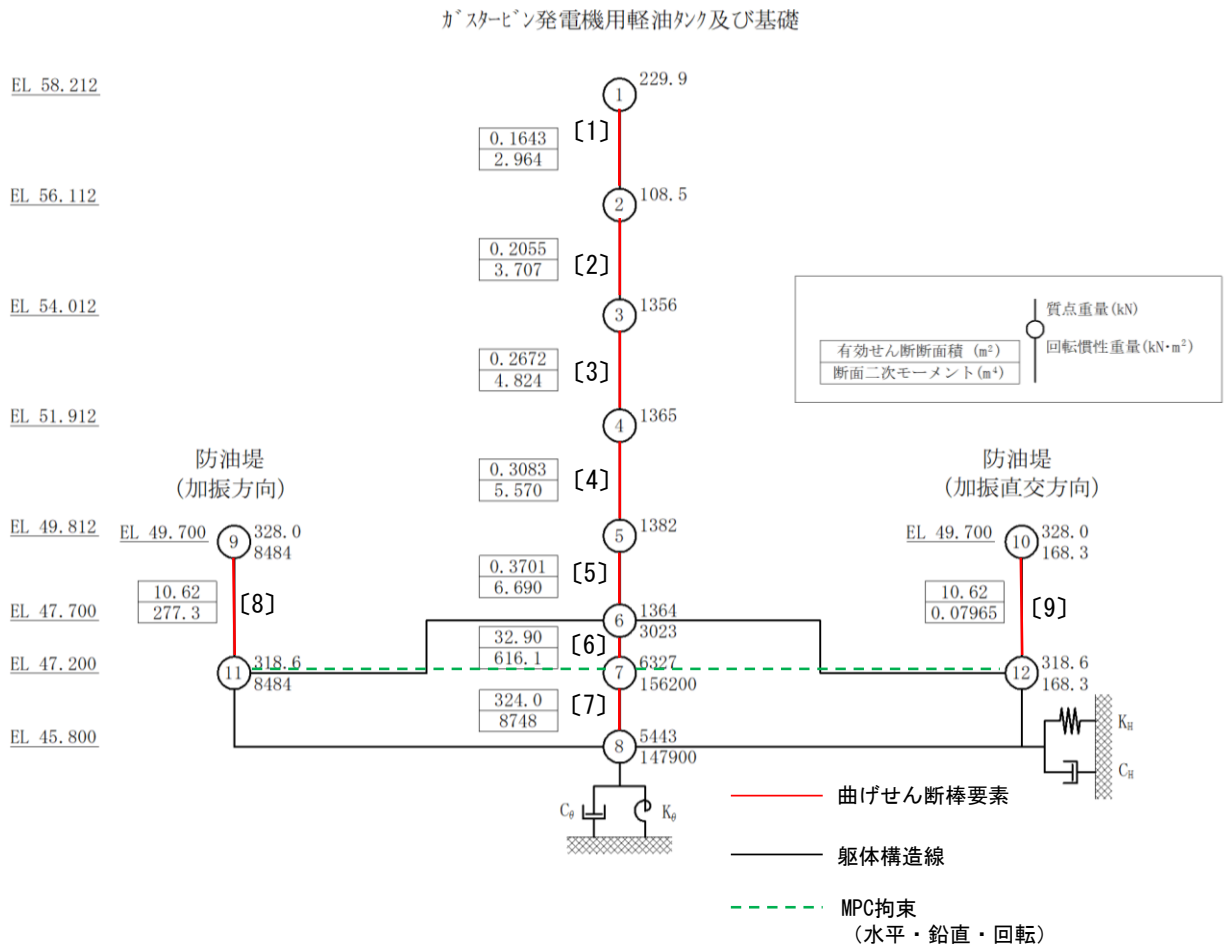 ガスタービン発電機用軽油タンク及び基礎
EL 58.212
1
229.9
0.1643
2.964
〔1〕
EL 56.112
2
108.5
0.2055
3.707
〔2〕
EL 54.012
3
1356
0.2672
4.824
〔3〕
質点重量(kN)
回転慣性重量(kN・m²)
有効せん断断面積 (m²)
断面二次モーメント(m⁴)
EL 51.912
4
1365
0.3083
5.570
〔4〕
防油堤
(加振方向)
防油堤
(加振直交方向)
EL 49.812
5
1382
EL 49.700
9
328.0
8484
EL 49.700
10
328.0
168.3
0.3701
6.690
〔5〕
10.62
277.3
〔8〕
10.62
0.07965
〔9〕
EL 47.700
6
1364
3023
32.90
616.1
〔6〕
EL 47.200
11
318.6
8484
7
6327
156200
12
318.6
168.3
324.0
8748
〔7〕
EL 45.800
8
5443
147900
K_H
C_H
C_θ
K_θ
曲げせん断棒要素
躯体構造線
MPC拘束
(水平・鉛直・回転)